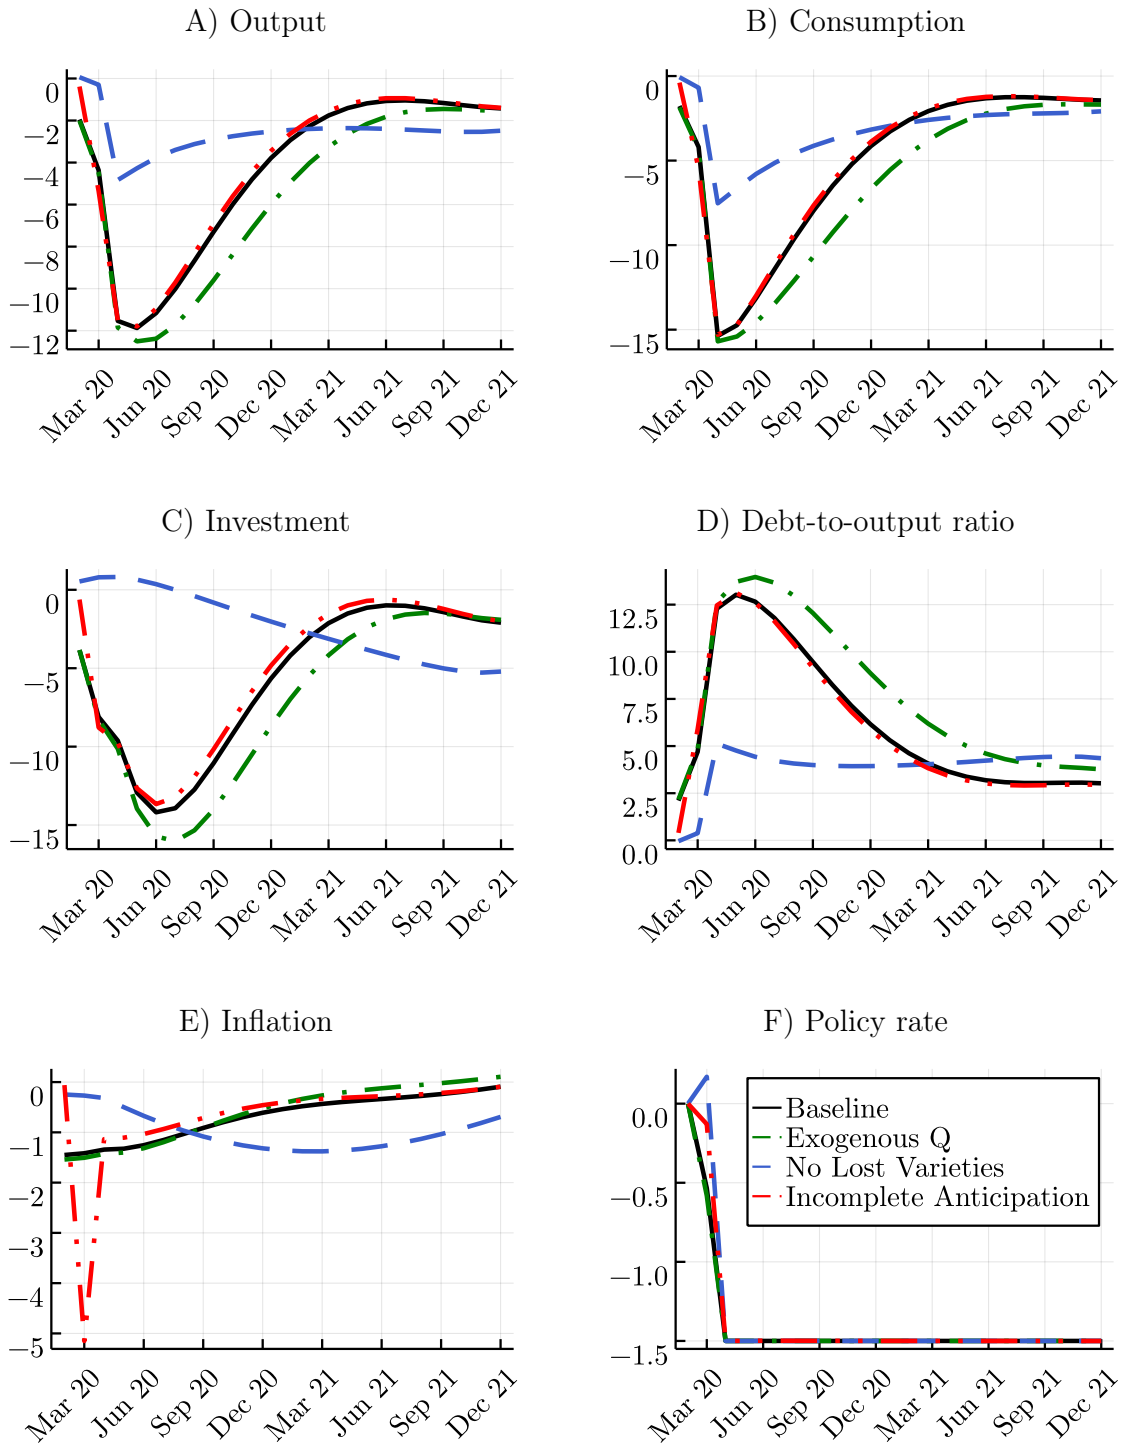 A) Output
0
−2
−4
−6
−8
−10
−12
Mar 20
Jun 20
Sep 20
Dec 20
Mar 21
Jun 21
Sep 21
Dec 21
B) Consumption
0
−5
−10
−15
Mar 20
Jun 20
Sep 20
Dec 20
Mar 21
Jun 21
Sep 21
Dec 21
C) Investment
0
−5
−10
−15
Mar 20
Jun 20
Sep 20
Dec 20
Mar 21
Jun 21
Sep 21
Dec 21
D) Debt-to-output ratio
12.5
10.0
7.5
5.0
2.5
0.0
Mar 20
Jun 20
Sep 20
Dec 20
Mar 21
Jun 21
Sep 21
Dec 21
E) Inflation
0
−1
−2
−3
−4
−5
Mar 20
Jun 20
Sep 20
Dec 20
Mar 21
Jun 21
Sep 21
Dec 21
F) Policy rate
0.0
−0.5
−1.0
−1.5
Baseline
Exogenous Q
No Lost Varieties
Incomplete Anticipation
Mar 20
Jun 20
Sep 20
Dec 20
Mar 21
Jun 21
Sep 21
Dec 21